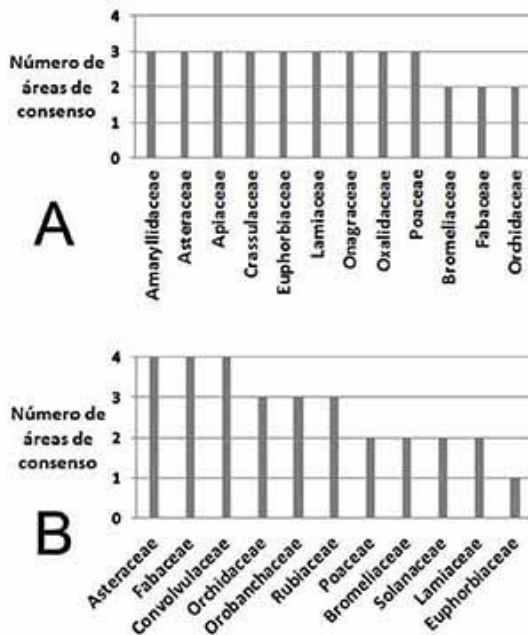 4
Número de
áreas de
consenso
3
2
1
0
A
Amaryllidaceae
Asteraceae
Apiaceae
Crassulaceae
Euphorbiaceae
Lamiaceae
Onagraceae
Oxalidaceae
Poaceae
Bromeliaceae
Fabaceae
Orchidaceae
4
Número de
áreas de
consenso
3
2
1
0
B
Asteraceae
Fabaceae
Convolvulaceae
Orchidaceae
Orobanchaceae
Rubiaceae
Poaceae
Bromeliaceae
Solanaceae
Lamiaceae
Euphorbiaceae